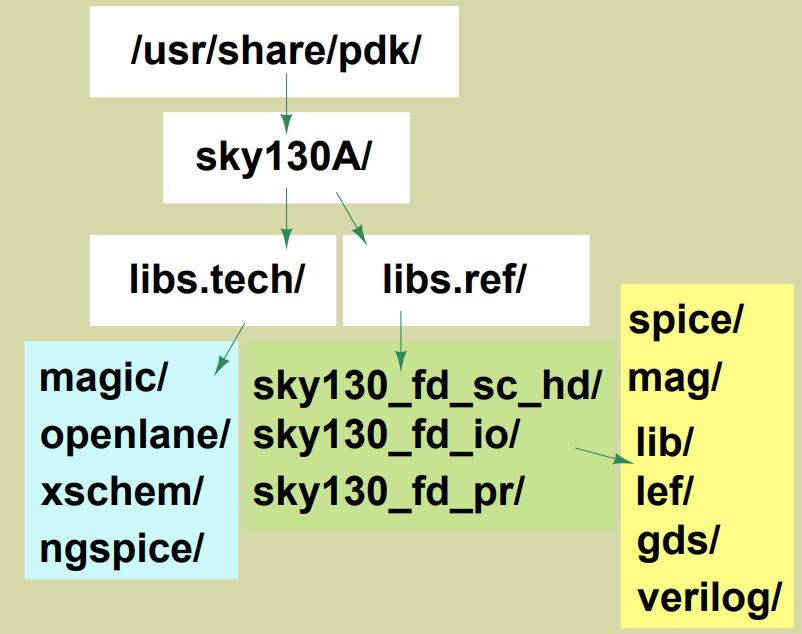 /usr/share/pdk/
sky130A/
libs.tech/
libs.ref/
magic/
openlane/
xschem/
ngspice/
sky130_fd_sc_hd/
sky130_fd_io/
sky130_fd_pr/
spice/
mag/
lib/
lef/
gds/
verilog/